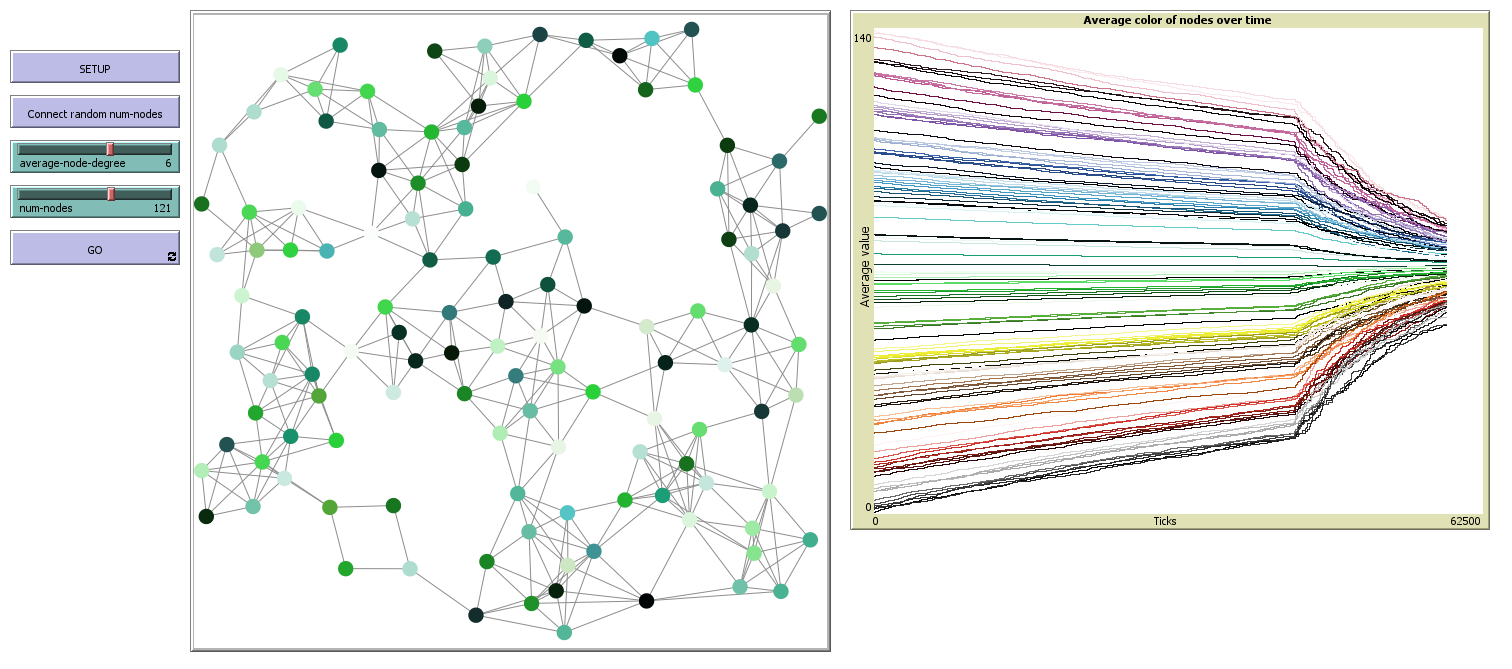 SETUP
Connect random num-nodes
average-node-degree 6
num-nodes 121
GO
Average color of nodes over time
140
Average value
0
0 Ticks 62500